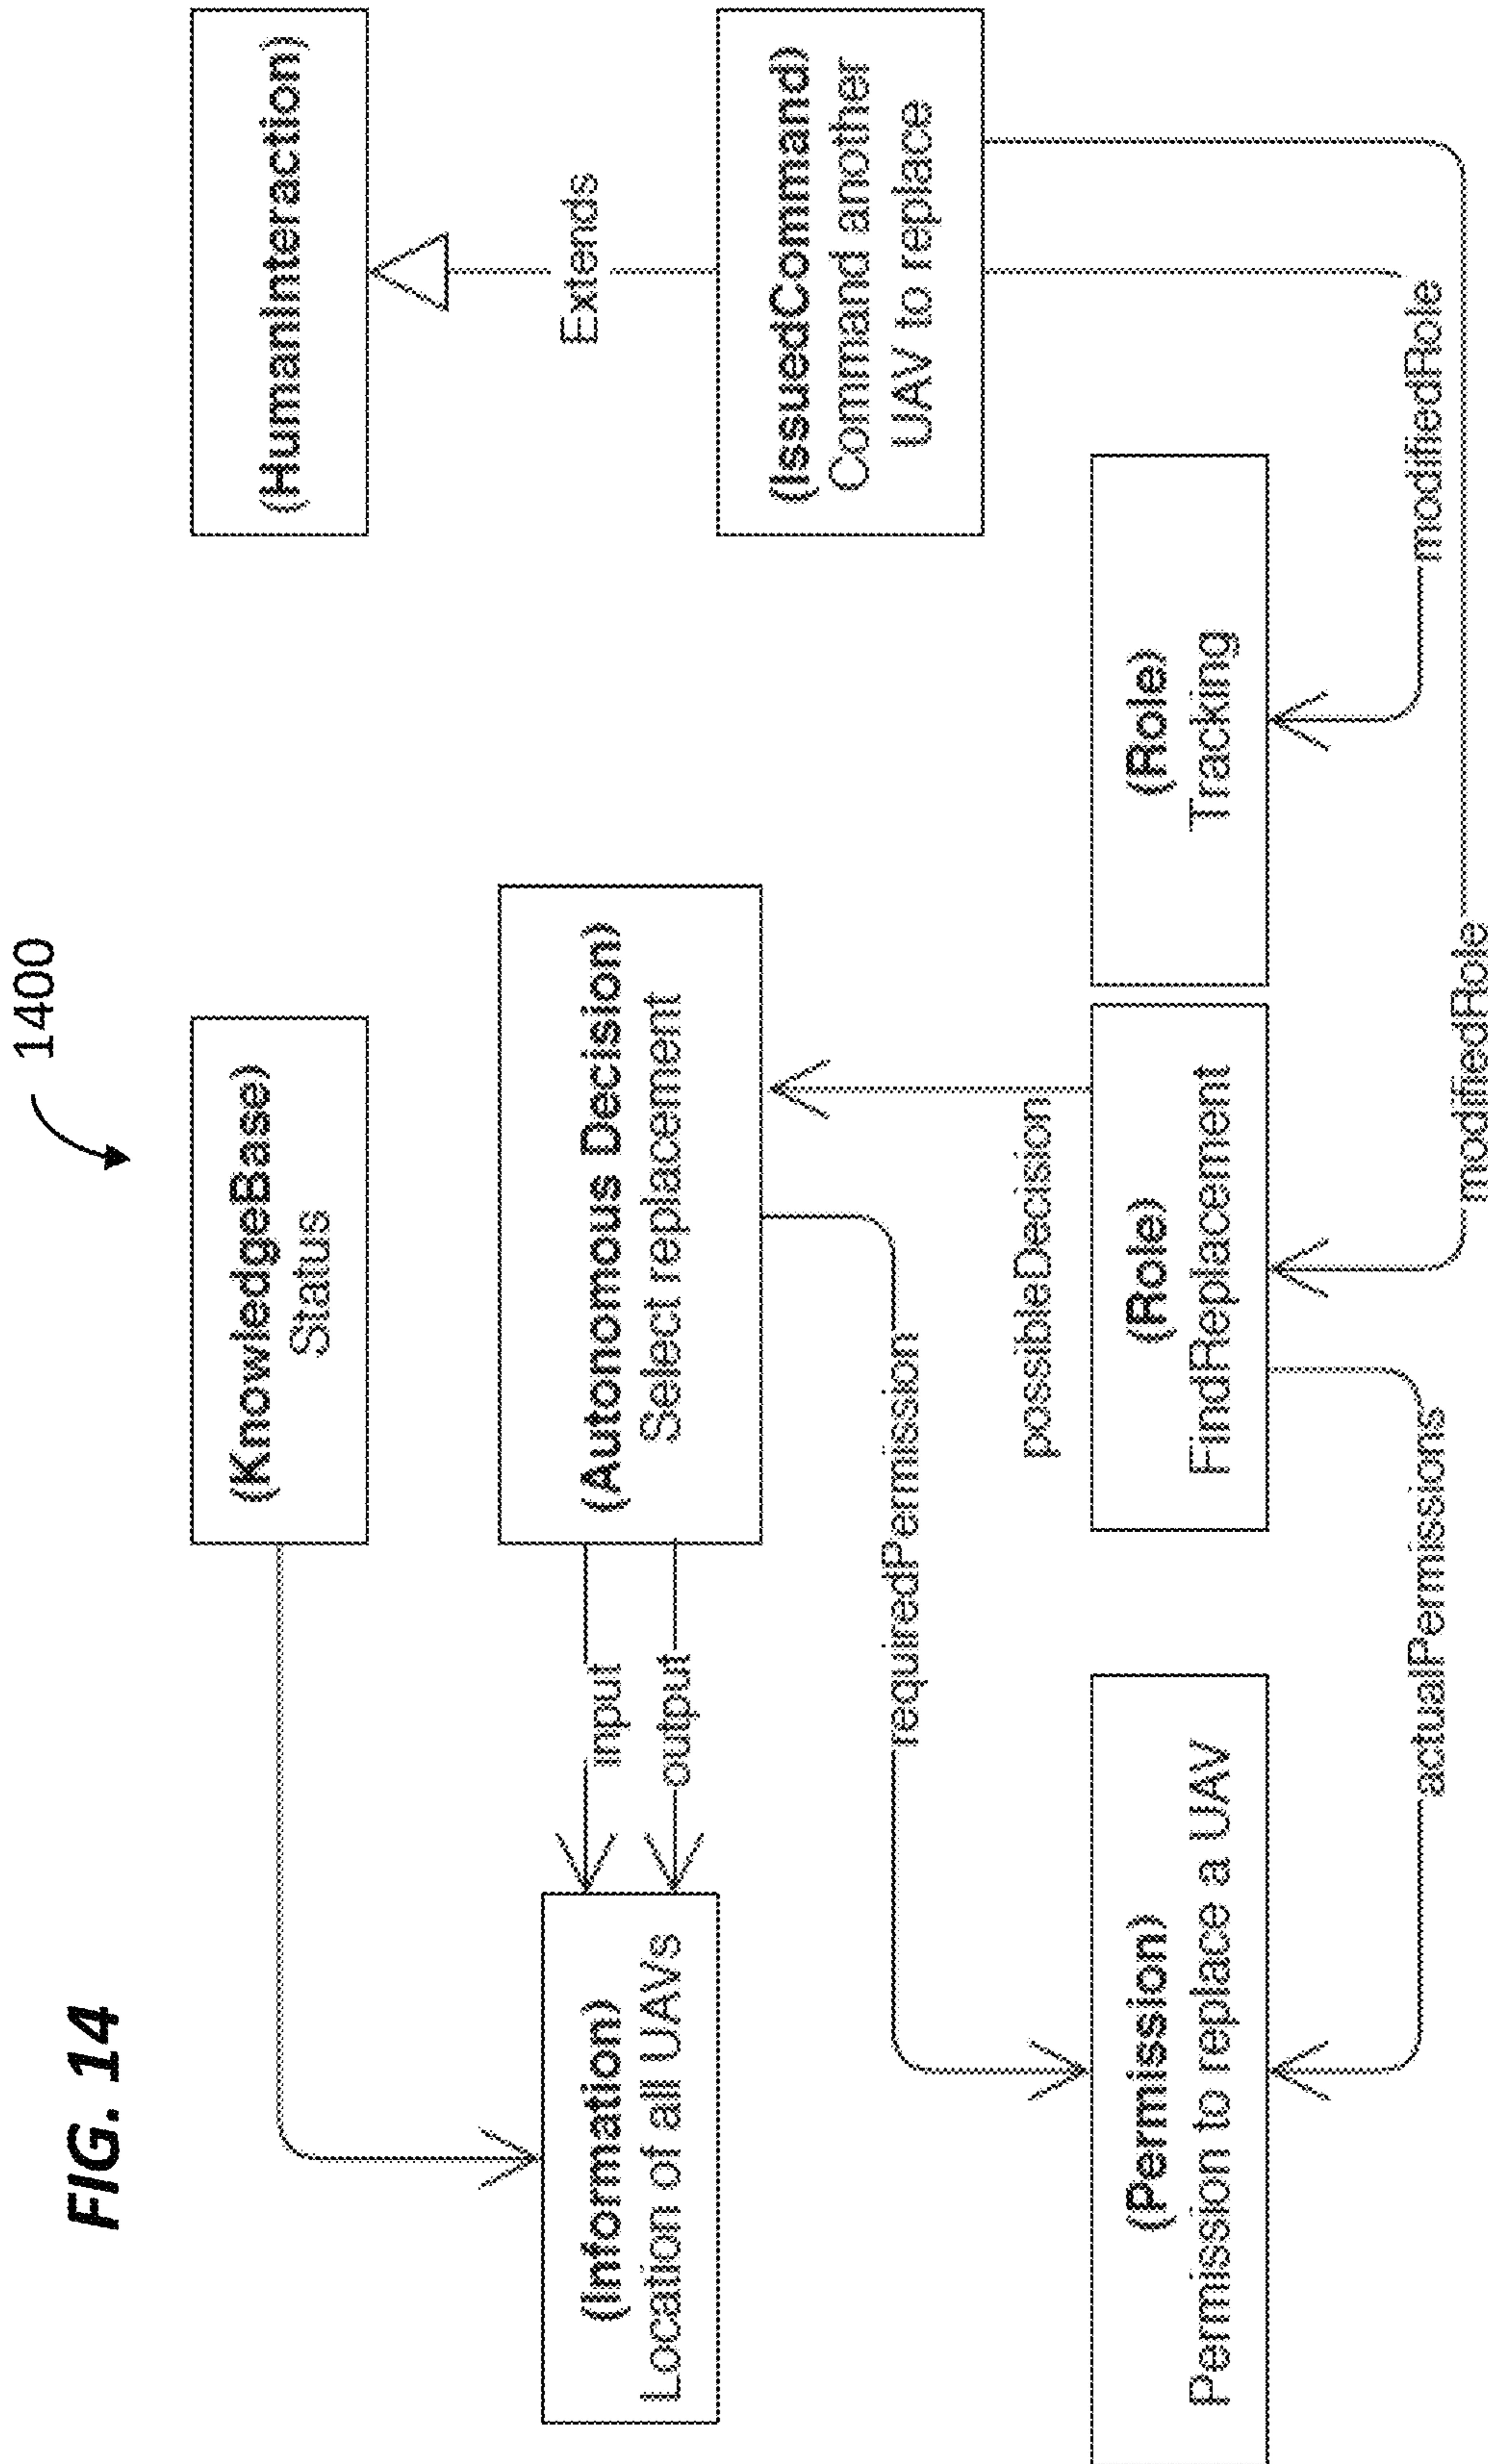 FIG. 14
1400
(KnowledgeBase)
Status
(HumanInteraction)
(Information)
Location of all UAVs
input
output
(Autonomous Decision)
Select replacement
Extends
(IssuedCommand)
Command another
UAV to replace
requiredPermission
possibleDecision
(Permission)
Permission to replace a UAV
(Role)
FindReplacement
(Role)
Tracking
actualPermissions
modifiedRole
modifiedRole